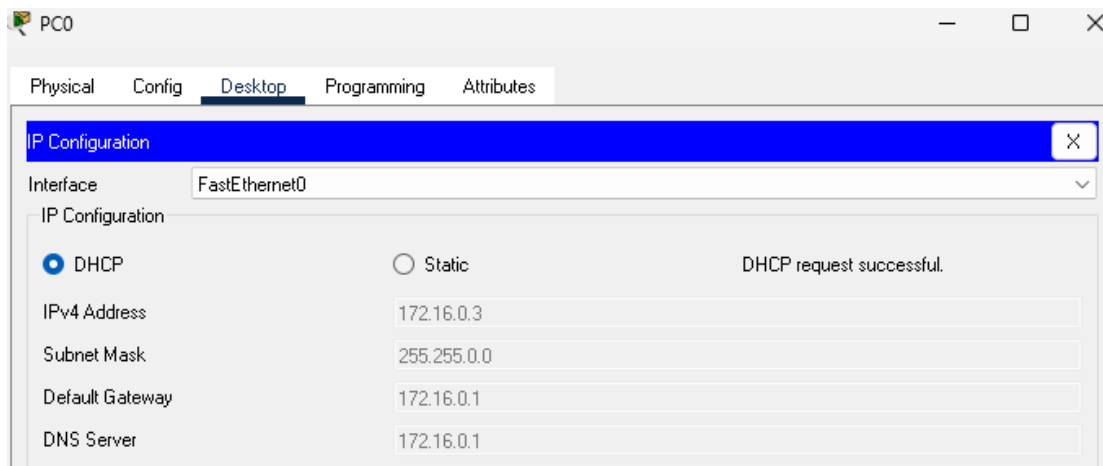 PC0
Physical Config Desktop Programming Attributes
IP Configuration X
Interface FastEthernet0
IP Configuration
DHCP Static DHCP request successful.
IPv4 Address 172.16.0.3
Subnet Mask 255.255.0.0
Default Gateway 172.16.0.1
DNS Server 172.16.0.1